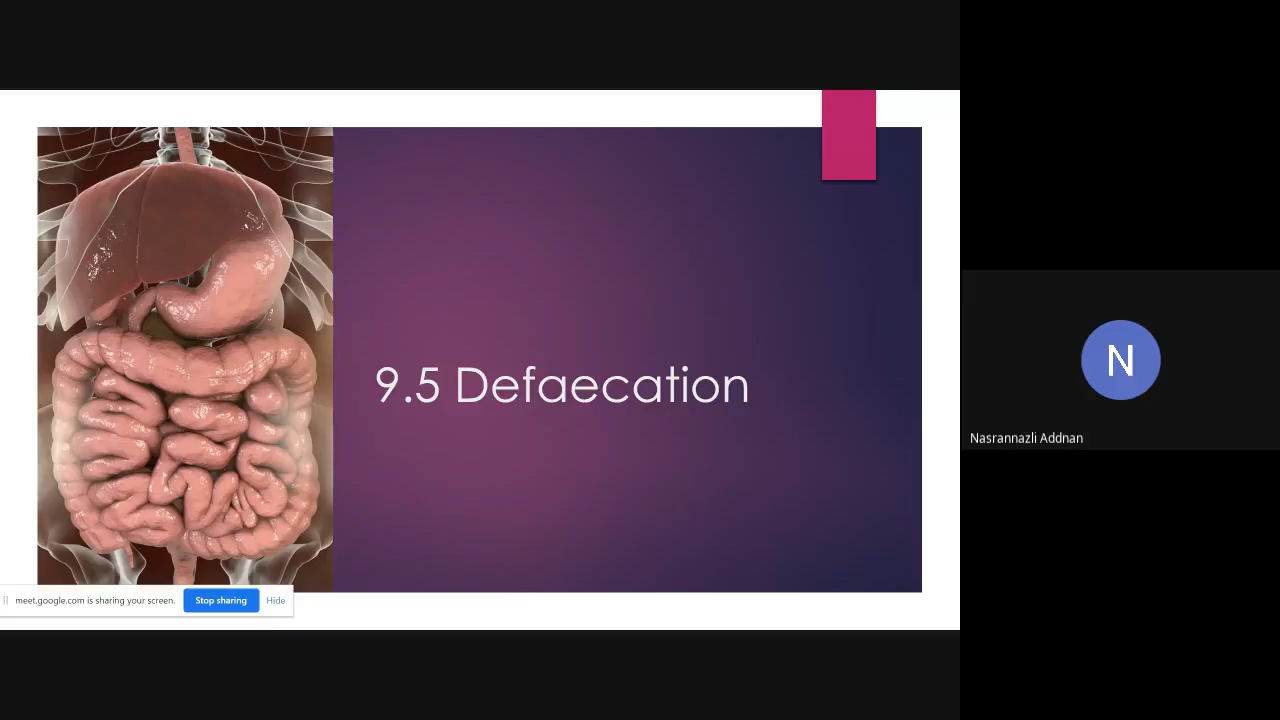 9.5 Defaecation
meet.google.com is sharing your screen.
Stop sharing
Hide
N
Nasrannazli Addnan